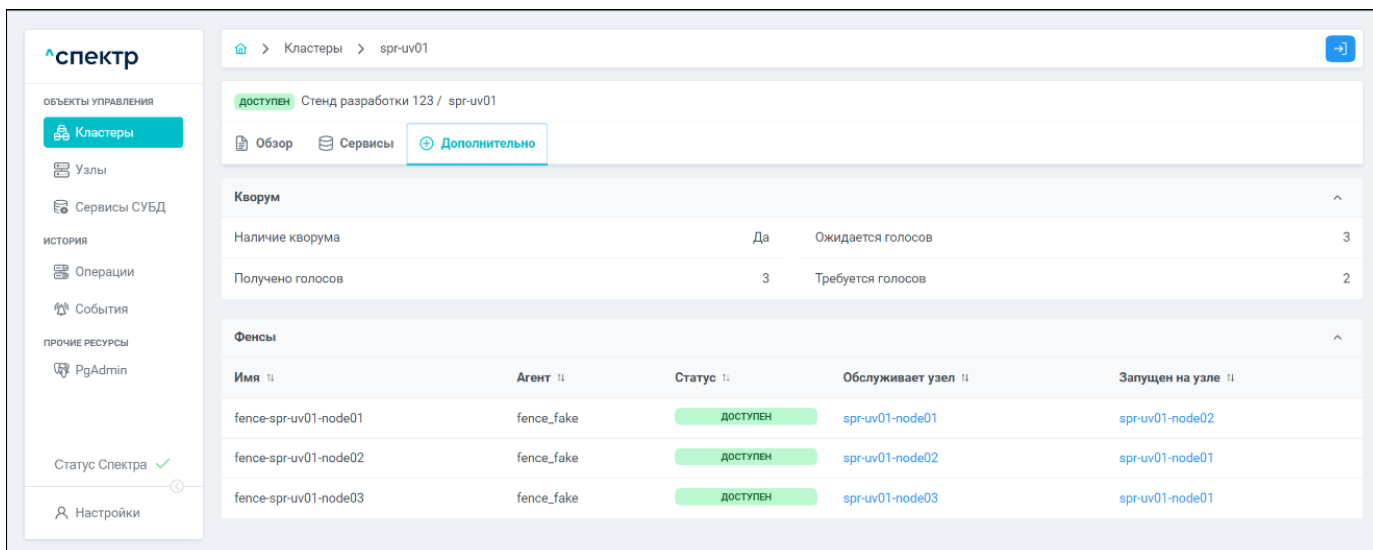 ^спектр
ОБЪЕКТЫ УПРАВЛЕНИЯ
Кластеры
Узлы
Сервисы СУБД
ИСТОРИЯ
Операции
События
ПРОЧИЕ РЕСУРСЫ
PgAdmin
Статус Спектра
Настройки
Кластеры > spr-uv01
ДОСТУПЕН Стенд разработки 123 / spr-uv01
Обзор Сервисы Дополнительно
Кворум
Наличие кворума Да Ожидается голосов 3
Получено голосов 3 Требуется голосов 2
Фенсы
Имя Агент Статус Обслуживает узел Запущен на узле
fence-spr-uv01-node01 fence_fake ДОСТУПЕН spr-uv01-node01 spr-uv01-node02
fence-spr-uv01-node02 fence_fake ДОСТУПЕН spr-uv01-node02 spr-uv01-node01
fence-spr-uv01-node03 fence_fake ДОСТУПЕН spr-uv01-node03 spr-uv01-node01